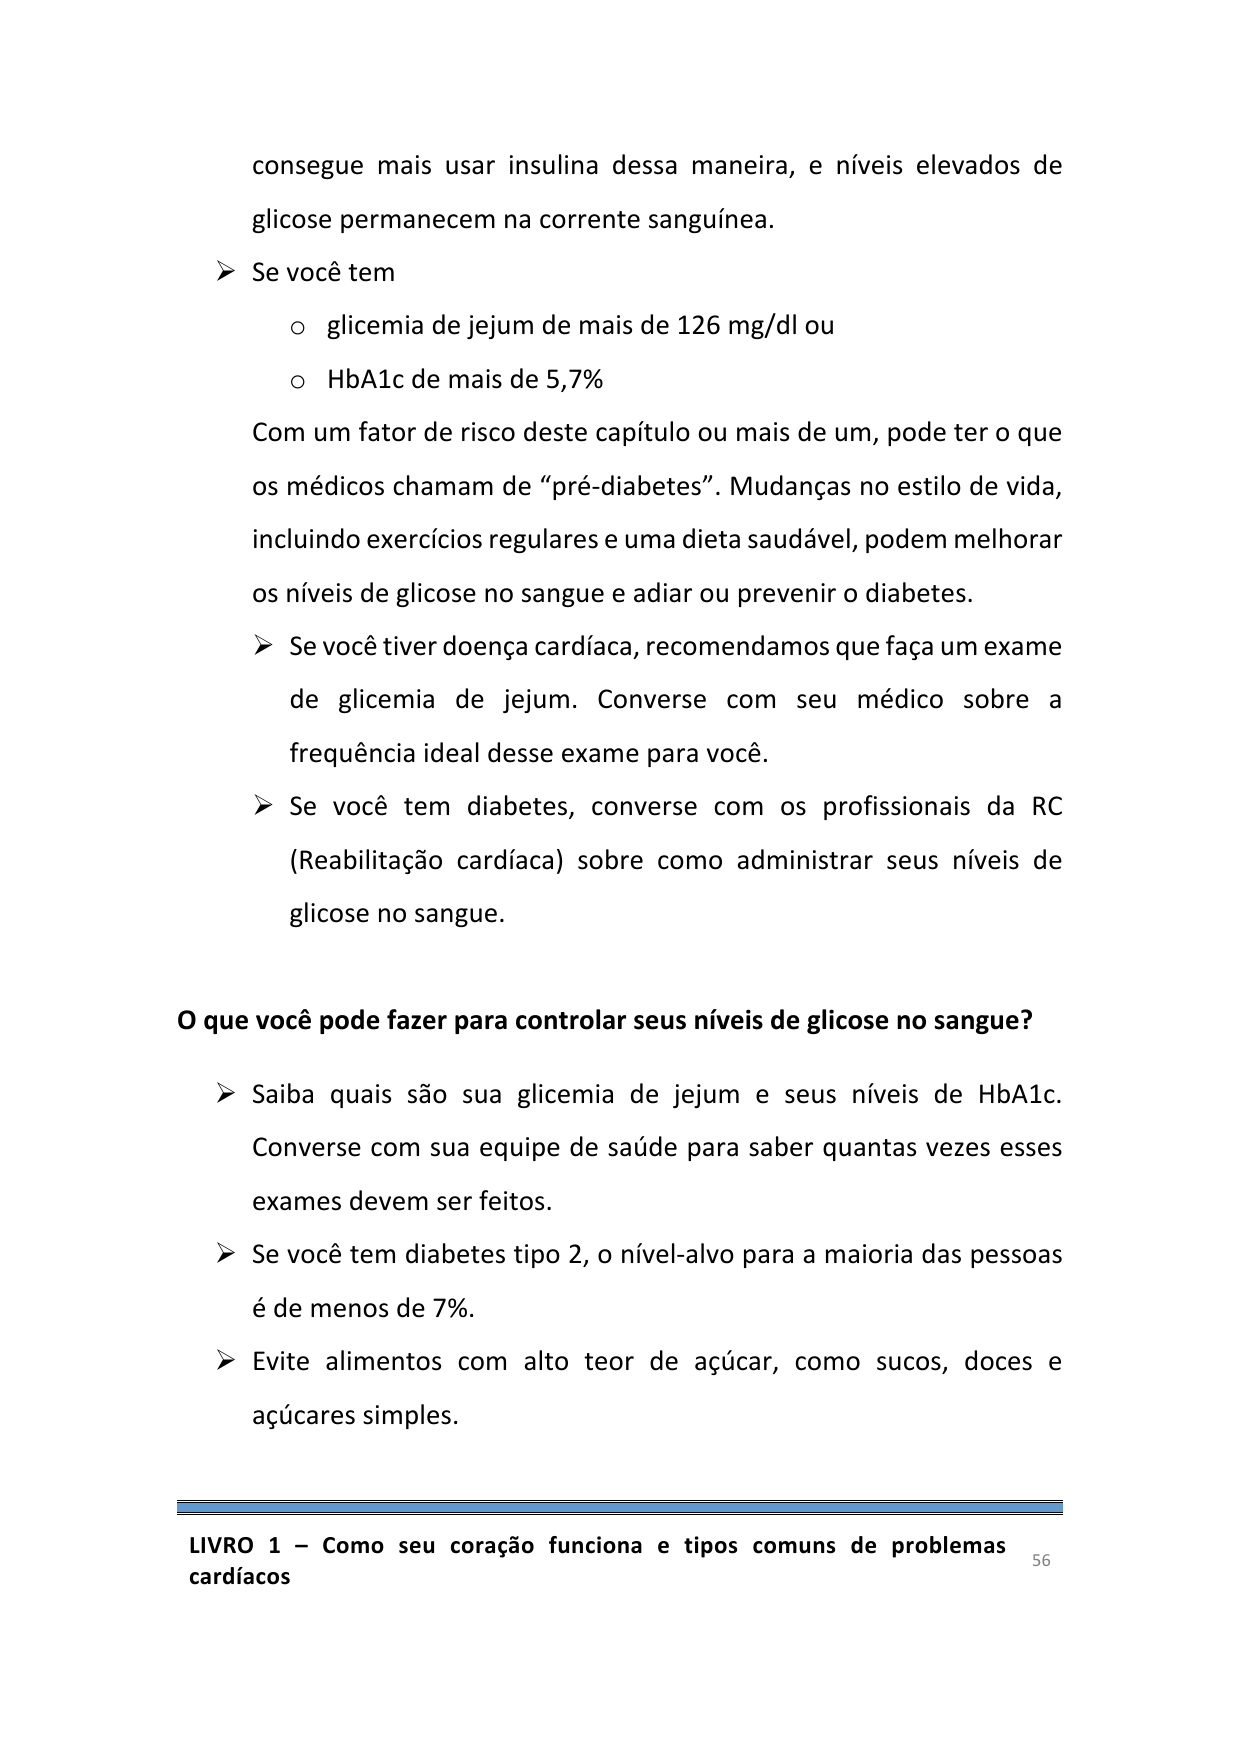 consegue mais usar insulina dessa maneira, e níveis elevados de
glicose permanecem na corrente sanguínea.
➢ Se você tem
o glicemia de jejum de mais de 126 mg/dl ou
o HbA1c de mais de 5,7%
Com um fator de risco deste capítulo ou mais de um, pode ter o que
os médicos chamam de “pré-diabetes”. Mudanças no estilo de vida,
incluindo exercícios regulares e uma dieta saudável, podem melhorar
os níveis de glicose no sangue e adiar ou prevenir o diabetes.
➢ Se você tiver doença cardíaca, recomendamos que faça um exame
de glicemia de jejum. Converse com seu médico sobre a
frequência ideal desse exame para você.
➢ Se você tem diabetes, converse com os profissionais da RC
(Reabilitação cardíaca) sobre como administrar seus níveis de
glicose no sangue.
O que você pode fazer para controlar seus níveis de glicose no sangue?
➢ Saiba quais são sua glicemia de jejum e seus níveis de HbA1c.
Converse com sua equipe de saúde para saber quantas vezes esses
exames devem ser feitos.
➢ Se você tem diabetes tipo 2, o nível-alvo para a maioria das pessoas
é de menos de 7%.
➢ Evite alimentos com alto teor de açúcar, como sucos, doces e
açúcares simples.
LIVRO 1 – Como seu coração funciona e tipos comuns de problemas
cardíacos
56